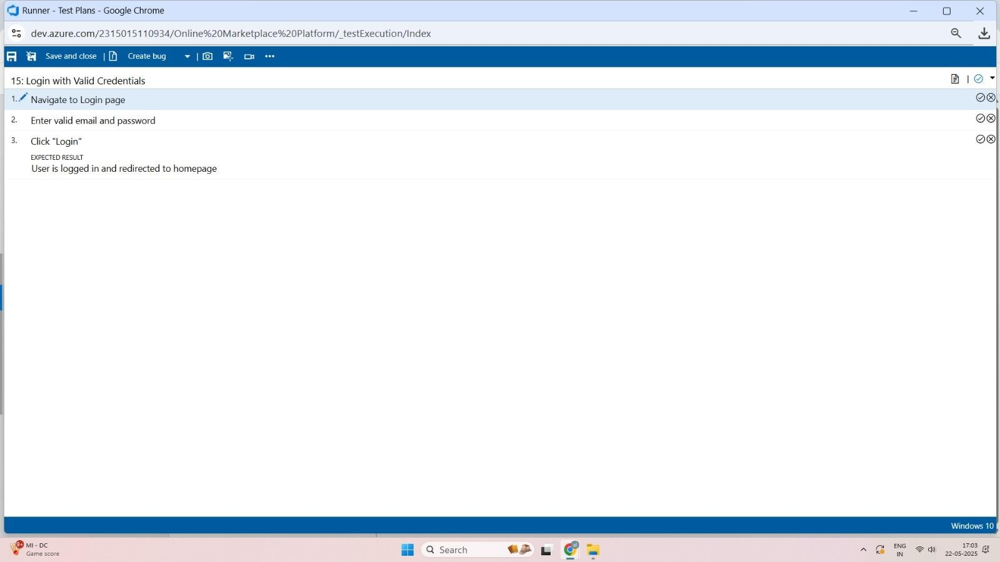 Runner - Test Plans - Google Chrome
dev.azure.com/2315015110934/Online%20Marketplace%20Platform/_testExecution/Index
Save and close | Create bug |
15: Login with Valid Credentials |
1. Navigate to Login page
2. Enter valid email and password
3. Click "Login"
EXPECTED RESULT
User is logged in and redirected to homepage
Windows 10
9+ MI - DC
Game score
Search
ENG
IN
17:03
22-05-2025